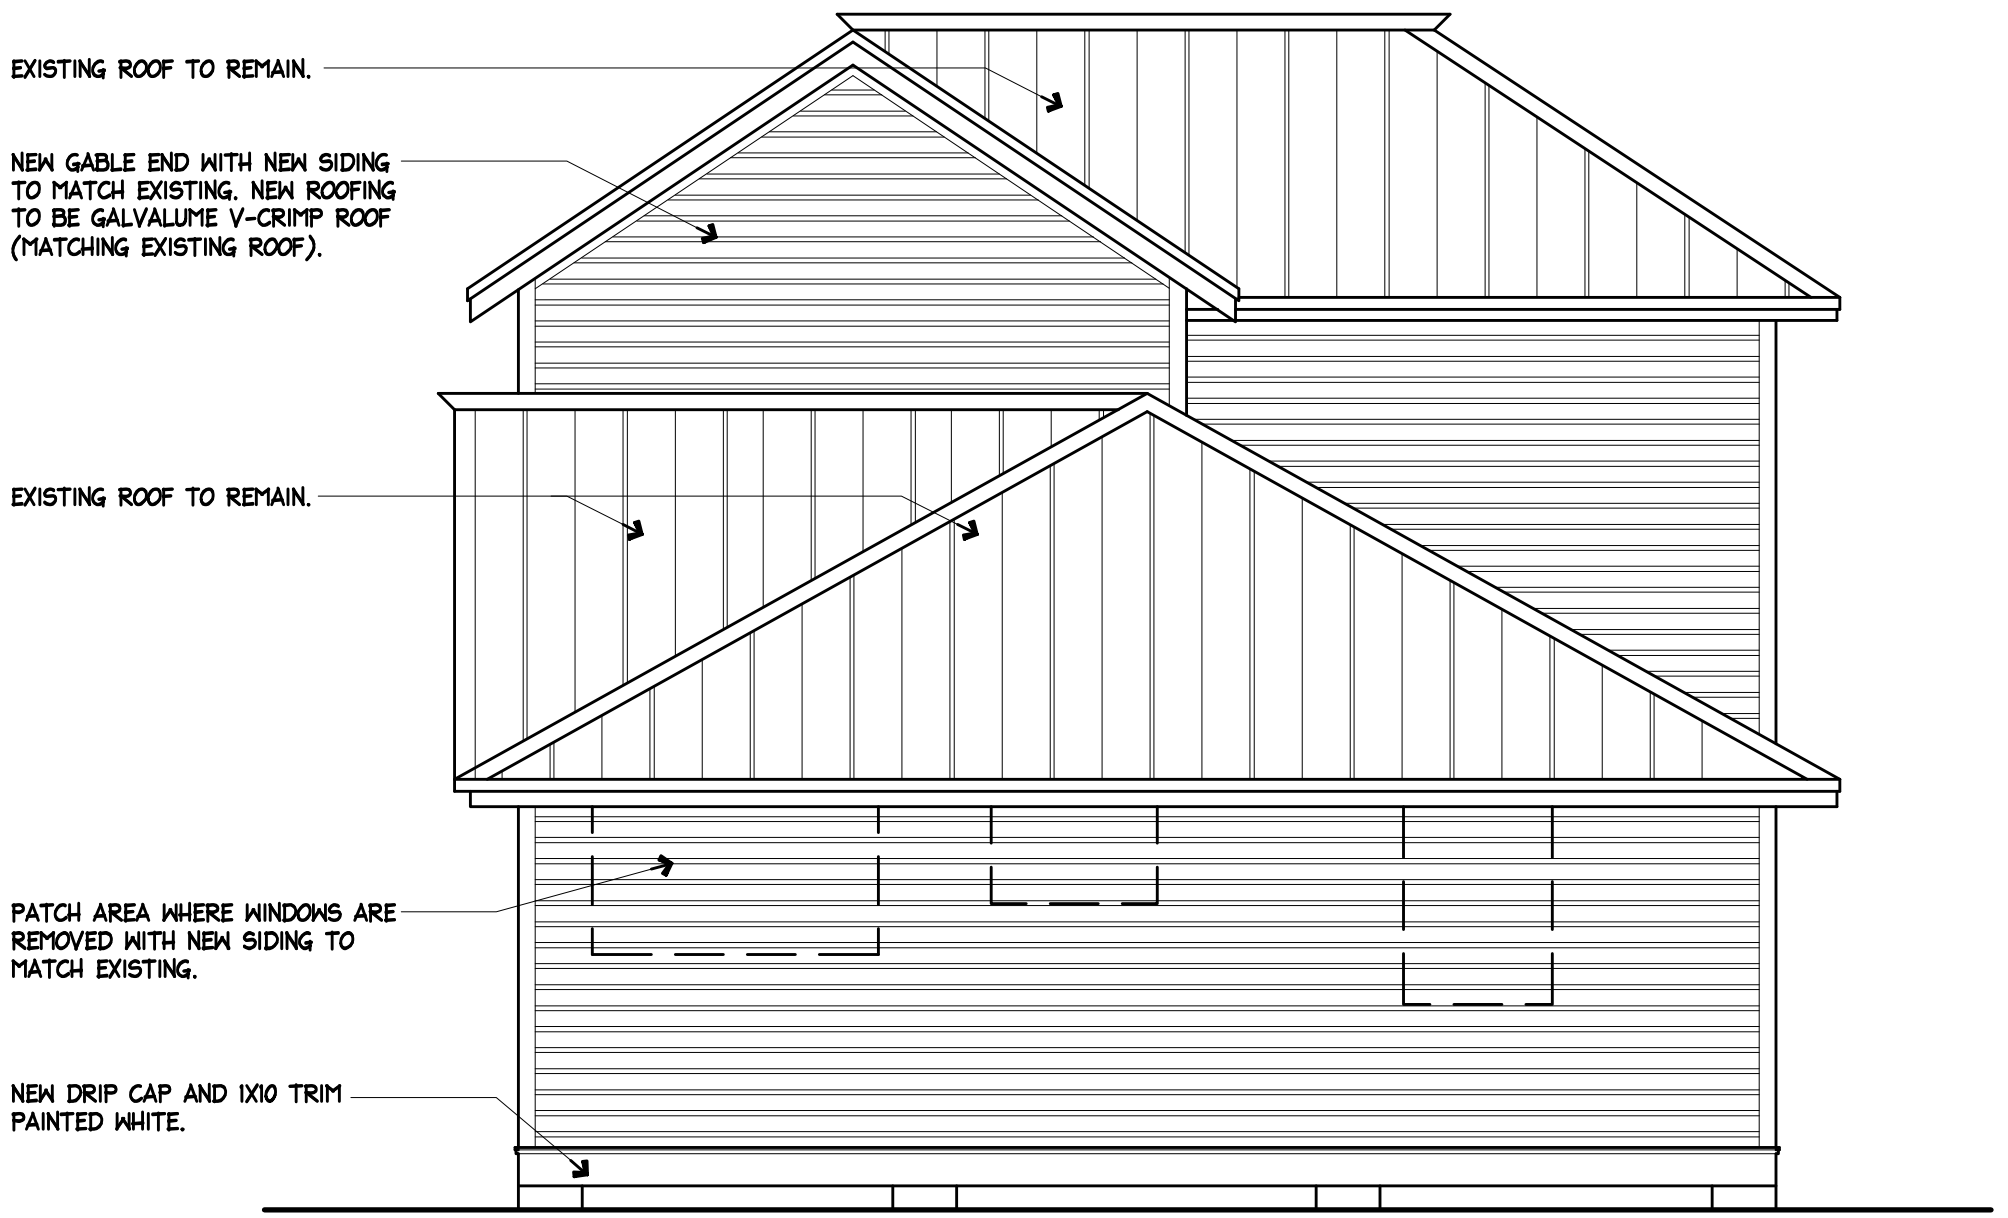 EXISTING ROOF TO REMAIN.
NEW GABLE END WITH NEW SIDING
TO MATCH EXISTING. NEW ROOFING
TO BE GALVALUME V-CRIMP ROOF
(MATCHING EXISTING ROOF).
EXISTING ROOF TO REMAIN.
PATCH AREA WHERE WINDOWS ARE
REMOVED WITH NEW SIDING TO
MATCH EXISTING.
NEW DRIP CAP AND 1X10 TRIM
PAINTED WHITE.